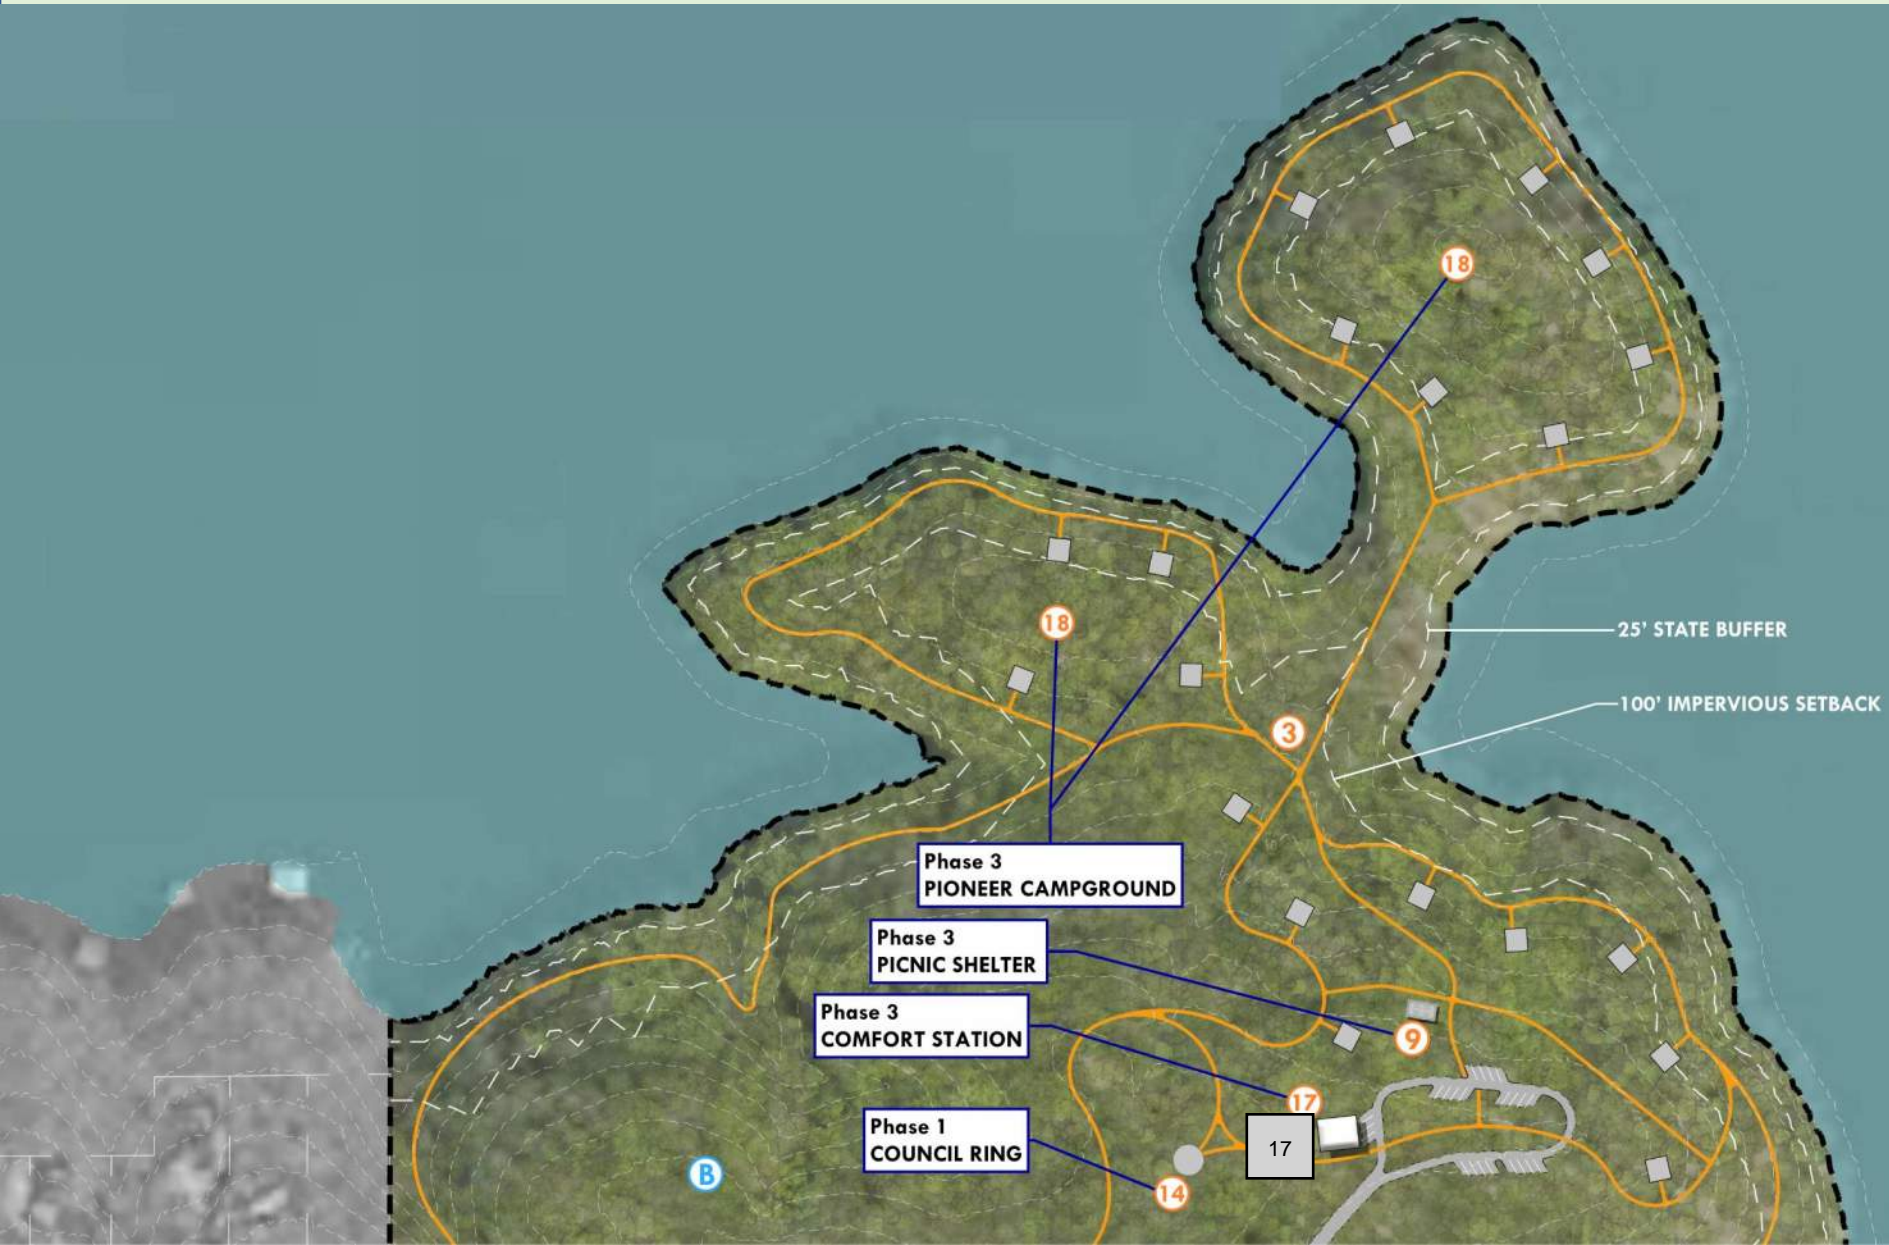 18
18
25' STATE BUFFER
100' IMPERVIOUS SETBACK
3
Phase 3
PIONEER CAMPGROUND
Phase 3
PICNIC SHELTER
Phase 3
COMFORT STATION
9
17
Phase 1
COUNCIL RING
17
B
14